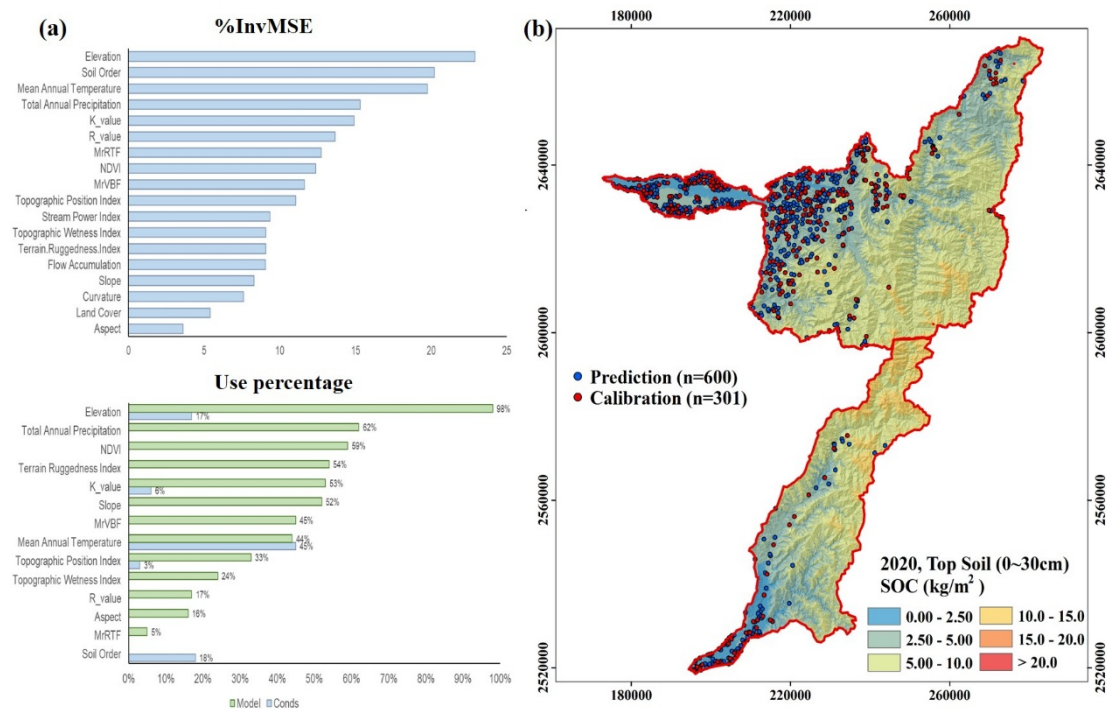 (a)
%InvMSE
Elevation
Soil Order
Mean Annual Temperature
Total Annual Precipitation
K_value
R_value
MrRTF
NDVI
MrVBF
Topographic Position Index
Stream Power Index
Topographic Wetness Index
Terrain.Ruggedness.Index
Flow Accumulation
Slope
Curvature
Land Cover
Aspect
0 5 10 15 20 25
Use percentage
Elevation 98%
17%
Total Annual Precipitation 62%
NDVI 59%
Terrain Ruggedness Index 54%
K_value 53%
6%
Slope 52%
MrVBF 45%
Mean Annual Temperature 44%
45%
Topographic Position Index 33%
3%
Topographic Wetness Index 24%
R_value 17%
Aspect 16%
MrRTF 5%
Soil Order 18%
0% 10% 20% 30% 40% 50% 60% 70% 80% 90% 100%
Model Conds
(b)
180000 220000 260000
2640000 2640000
2600000 2600000
Prediction (n=600)
Calibration (n=301)
2560000 2560000
2020, Top Soil (0~30cm)
SOC (kg/m²)
0.00 - 2.50 10.0 - 15.0
2.50 - 5.00 15.0 - 20.0
5.00 - 10.0 > 20.0
2520000 2520000
180000 220000 260000